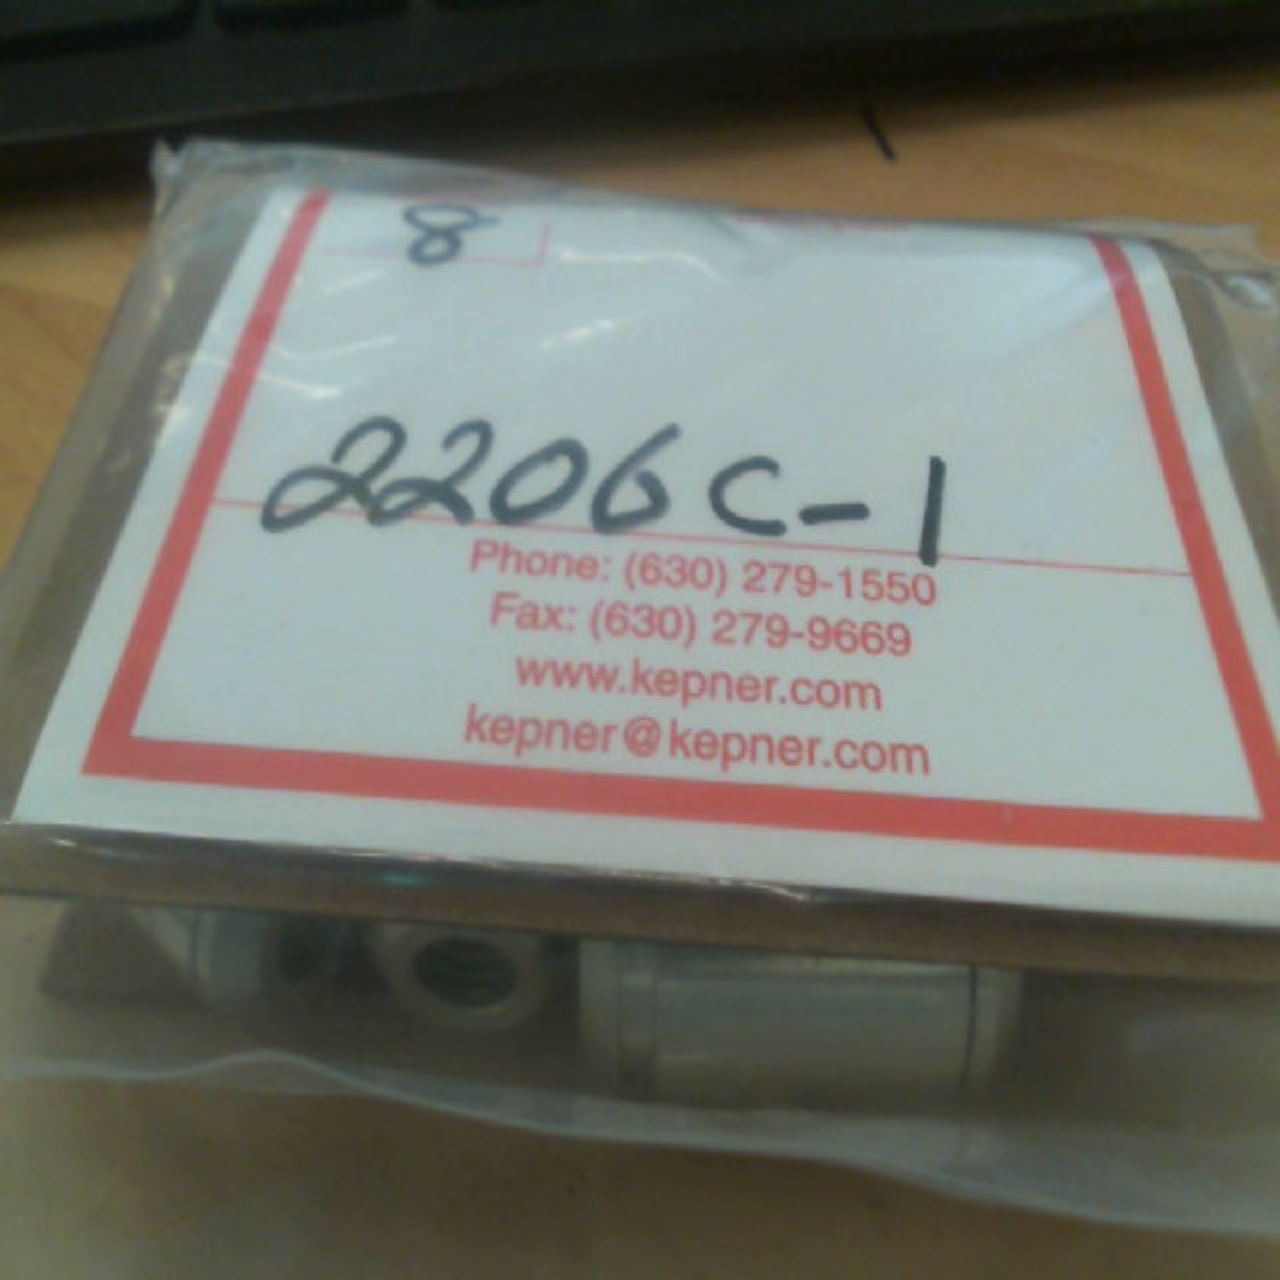 8
2206C-1
Phone: (630) 279-1550
Fax: (630) 279-9669
www.kepner.com
kepner@kepner.com